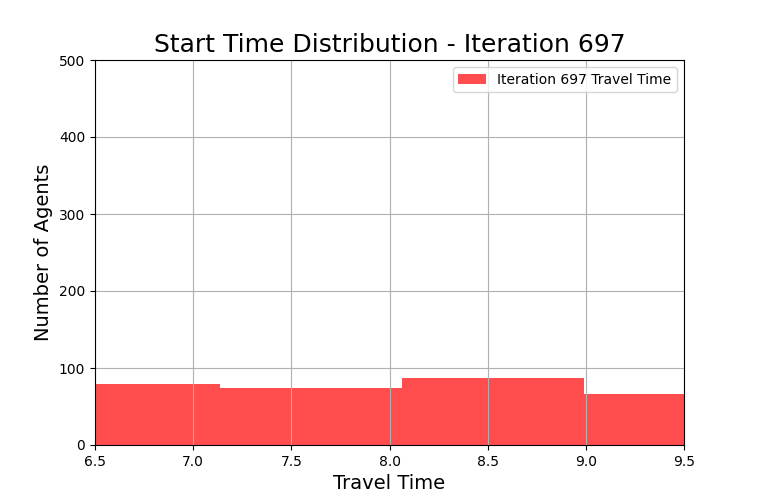 Start Time Distribution - Iteration 697
Iteration 697 Travel Time
Number of Agents
500
400
300
200
100
0
6.5 7.0 7.5 8.0 8.5 9.0 9.5
Travel Time